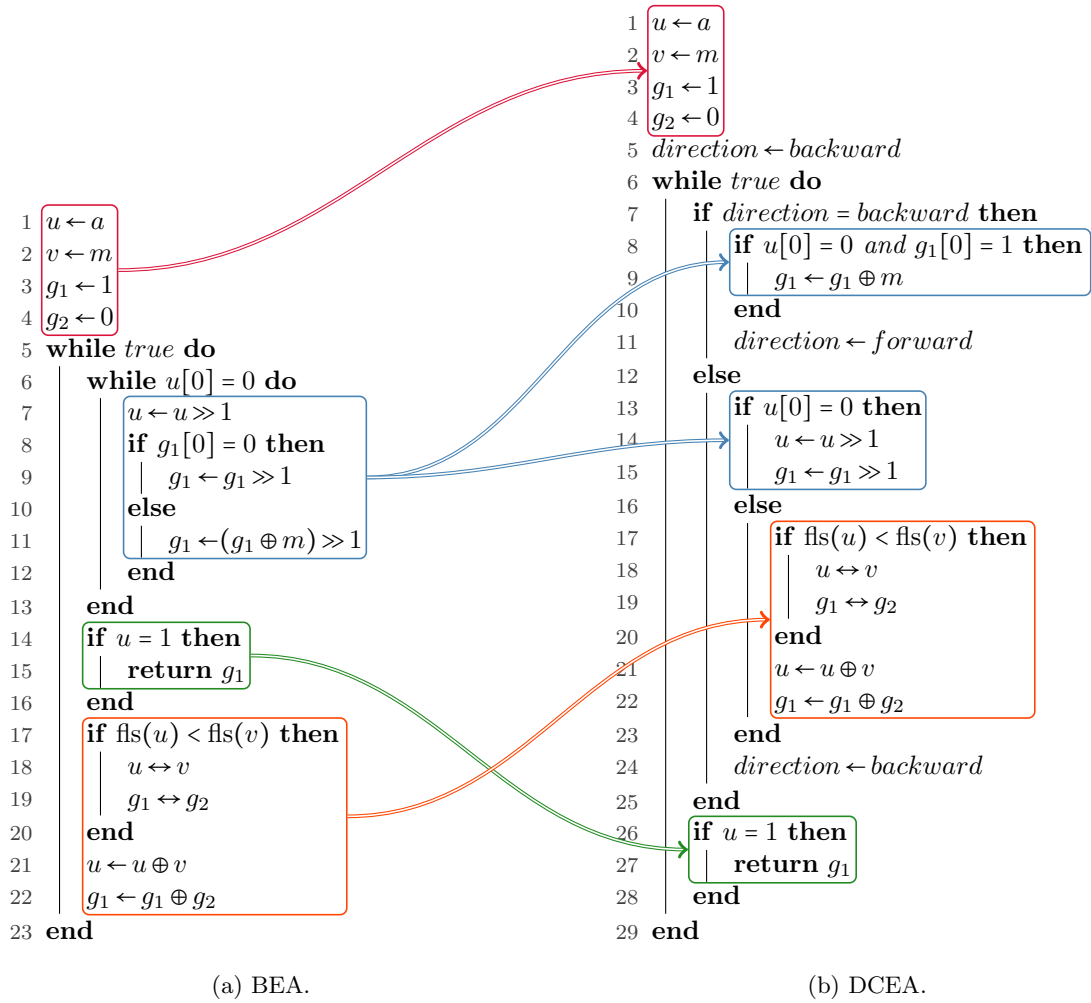 1 u ← a
2 v ← m
3 g₁ ← 1
4 g₂ ← 0
5 while true do
6 while u[0] = 0 do
7 u ← u ≫ 1
8 if g₁[0] = 0 then
9 g₁ ← g₁ ≫ 1
10 else
11 g₁ ← (g₁ ⊕ m) ≫ 1
12 end
13 end
14 if u = 1 then
15 return g₁
16 end
17 if fls(u) < fls(v) then
18 u ↔ v
19 g₁ ↔ g₂
20 end
21 u ← u ⊕ v
22 g₁ ← g₁ ⊕ g₂
23 end
(a) BEA.
1 u ← a
2 v ← m
3 g₁ ← 1
4 g₂ ← 0
5 direction ← backward
6 while true do
7 if direction = backward then
8 if u[0] = 0 and g₁[0] = 1 then
9 g₁ ← g₁ ⊕ m
10 end
11 direction ← forward
12 else
13 if u[0] = 0 then
14 u ← u ≫ 1
15 g₁ ← g₁ ≫ 1
16 else
17 if fls(u) < fls(v) then
18 u ↔ v
19 g₁ ↔ g₂
20 end
21 u ← u ⊕ v
22 g₁ ← g₁ ⊕ g₂
23 end
24 direction ← backward
25 end
26 if u = 1 then
27 return g₁
28 end
29 end
(b) DCEA.